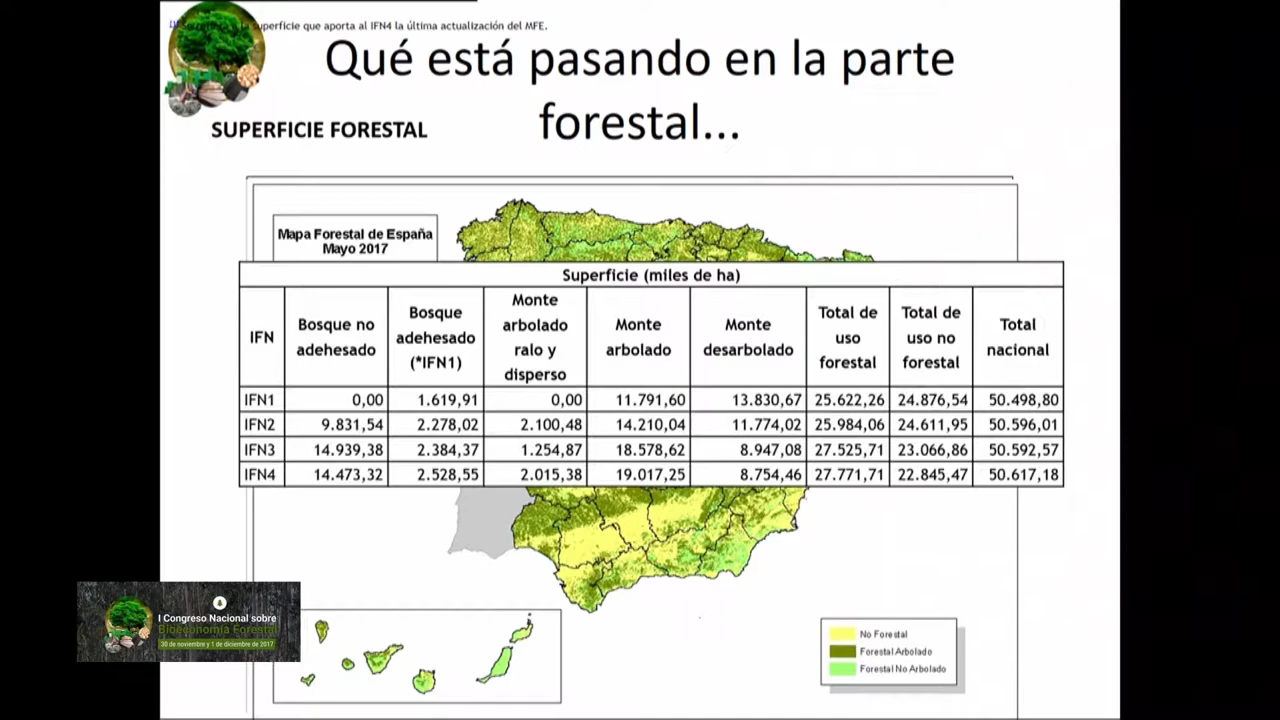 superficie que aporta al IFN4 la última actualización del MFE.
Qué está pasando en la parte
forestal...
SUPERFICIE FORESTAL
Mapa Forestal de España
Mayo 2017
Superficie (miles de ha)
IFN Bosque no adehesado Bosque adehesado (*IFN1) Monte arbolado ralo y disperso Monte arbolado Monte desarbolado Total de uso forestal Total de uso no forestal Total nacional
IFN1 0,00 1.619,91 0,00 11.791,60 13.830,67 25.622,26 24.876,54 50.498,80
IFN2 9.831,54 2.278,02 2.100,48 14.210,04 11.774,02 25.984,06 24.611,95 50.596,01
IFN3 14.939,38 2.384,37 1.254,87 18.578,62 8.947,08 27.525,71 23.066,86 50.592,57
IFN4 14.473,32 2.528,55 2.015,38 19.017,25 8.754,46 27.771,71 22.845,47 50.617,18
I Congreso Nacional sobre
Bioeconomía Forestal
30 de noviembre y 1 de diciembre de 2017
No Forestal
Forestal Arbolado
Forestal No Arbolado